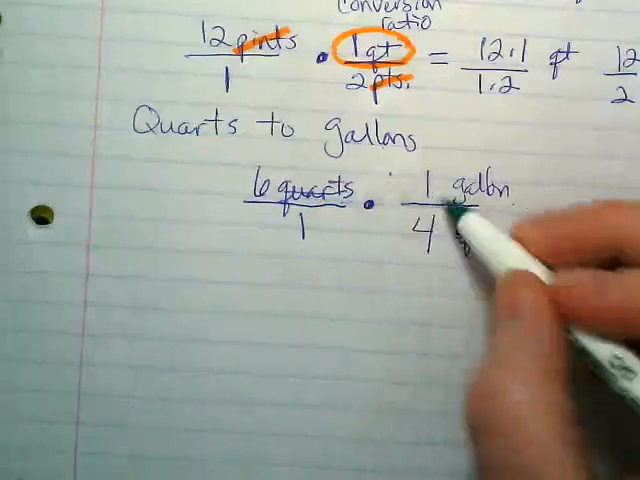 conversion
ratio
12 pints / 1 • 1 qt / 2 pts. = 12·1 / 1·2 qt 12 / 2
Quarts to gallons
6 quarts / 1 • 1 gallon / 4